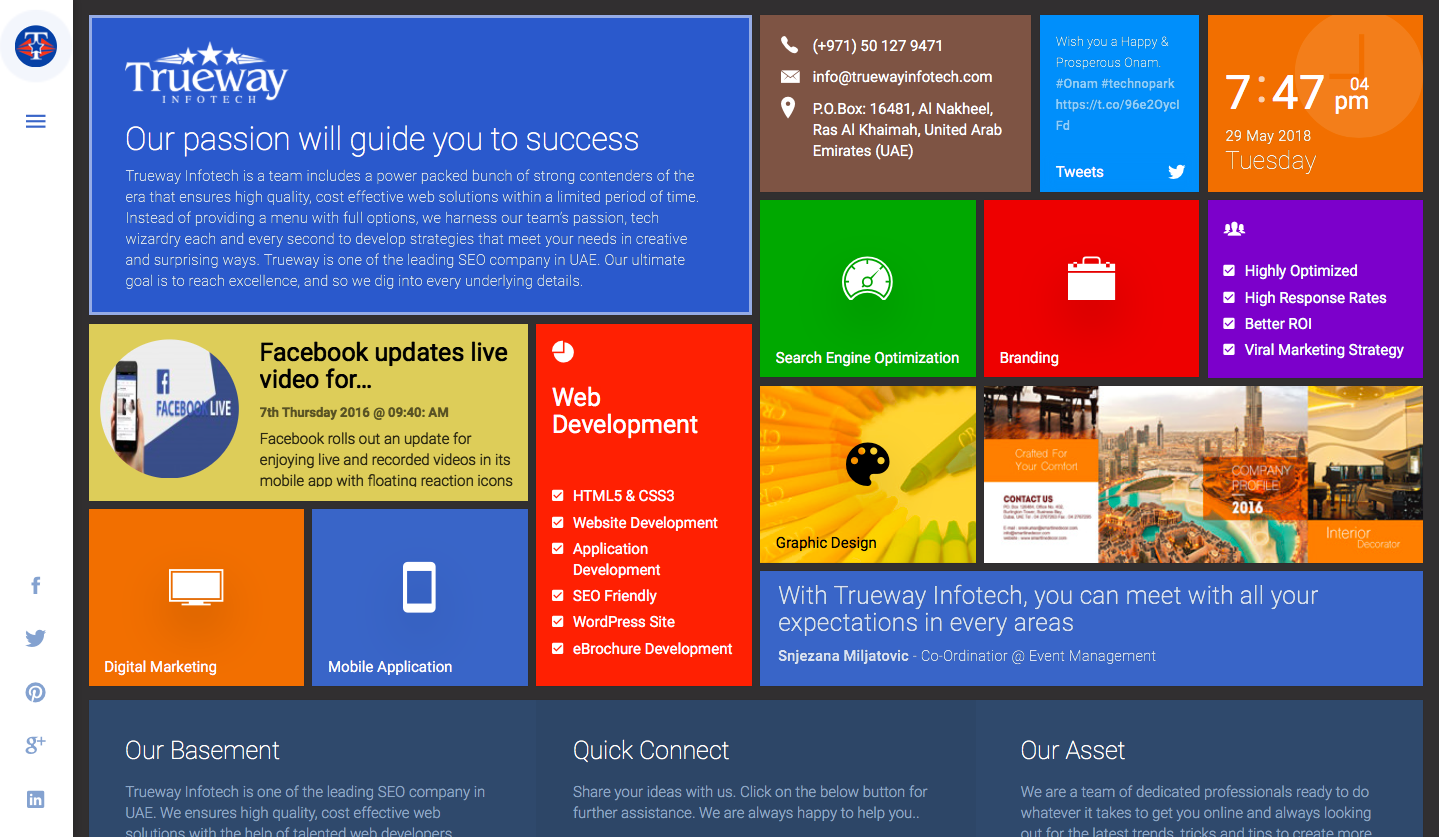 Trueway
INFOTECH
Our passion will guide you to success
Trueway Infotech is a team includes a power packed bunch of strong contenders of the
era that ensures high quality, cost effective web solutions within a limited period of time.
Instead of providing a menu with full options, we harness our team's passion, tech
wizardry each and every second to develop strategies that meet your needs in creative
and surprising ways. Trueway is one of the leading SEO company in UAE. Our ultimate
goal is to reach excellence, and so we dig into every underlying details.
(+971) 50 127 9471
info@truewayinfotech.com
P.O.Box: 16481, Al Nakheel,
Ras Al Khaimah, United Arab
Emirates (UAE)
Wish you a Happy &
Prosperous Onam.
#Onam #technopark
https://t.co/96e2Oycl
Fd
Tweets
7:47 04 pm
29 May 2018
Tuesday
Search Engine Optimization
Branding
Highly Optimized
High Response Rates
Better ROI
Viral Marketing Strategy
FACEBOOK LIVE
Facebook updates live
video for...
7th Thursday 2016 @ 09:40: AM
Facebook rolls out an update for
enjoying live and recorded videos in its
mobile app with floating reaction icons
Web
Development
HTML5 & CSS3
Website Development
Application
Development
SEO Friendly
WordPress Site
eBrochure Development
Graphic Design
Crafted For
Your Comfort
CONTACT US
COMPANY
PROFILE
2016
Interior
Decorator
Digital Marketing
Mobile Application
With Trueway Infotech, you can meet with all your
expectations in every areas
Snjezana Miljatovic - Co-Ordinatior @ Event Management
Our Basement
Trueway Infotech is one of the leading SEO company in
UAE. We ensures high quality, cost effective web
solutions with the help of talented web developers
Quick Connect
Share your ideas with us. Click on the below button for
further assistance. We are always happy to help you..
Our Asset
We are a team of dedicated professionals ready to do
whatever it takes to get you online and always looking
out for the latest trends, tricks and tips to create more